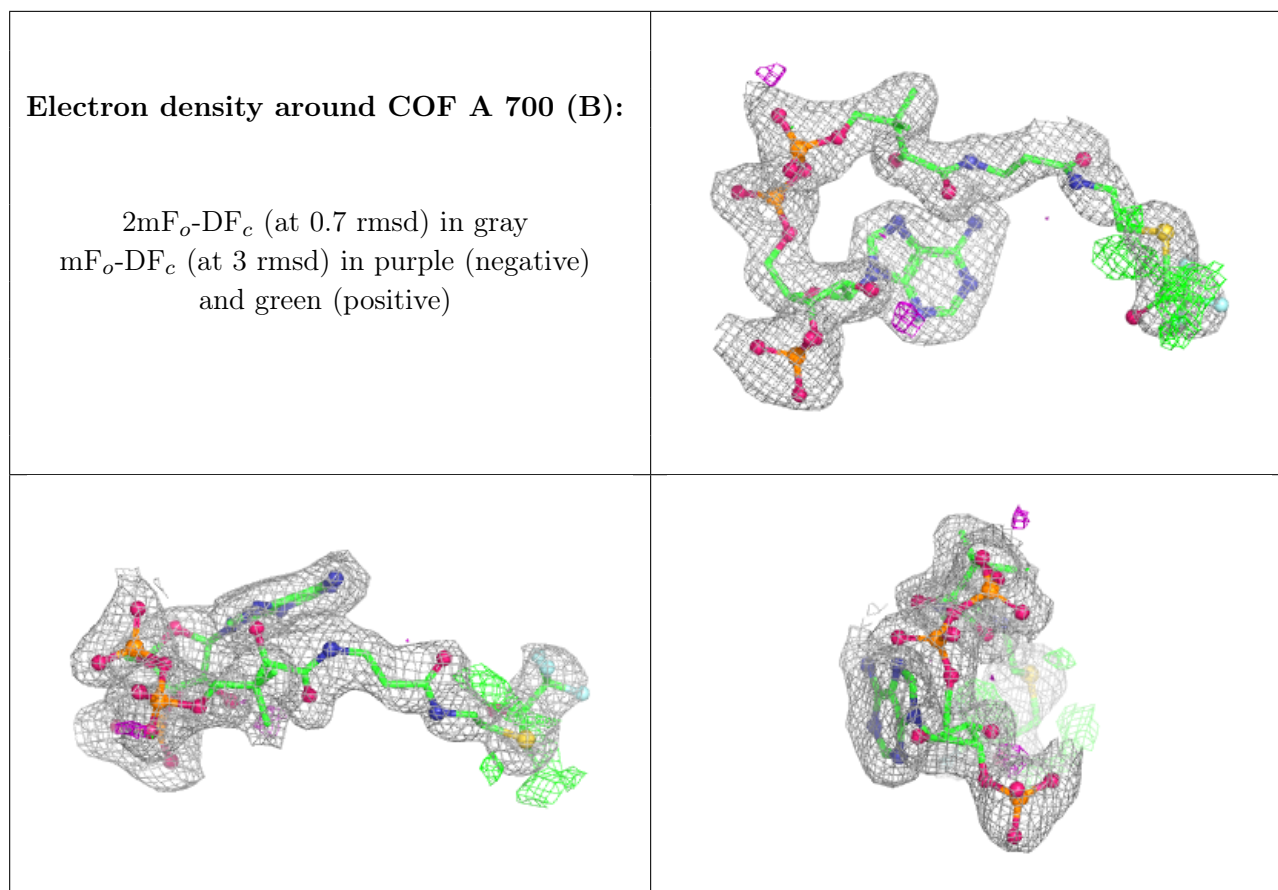 Electron density around COF A 700 (B):
2mFo-DFc (at 0.7 rmsd) in gray
mFo-DFc (at 3 rmsd) in purple (negative)
and green (positive)